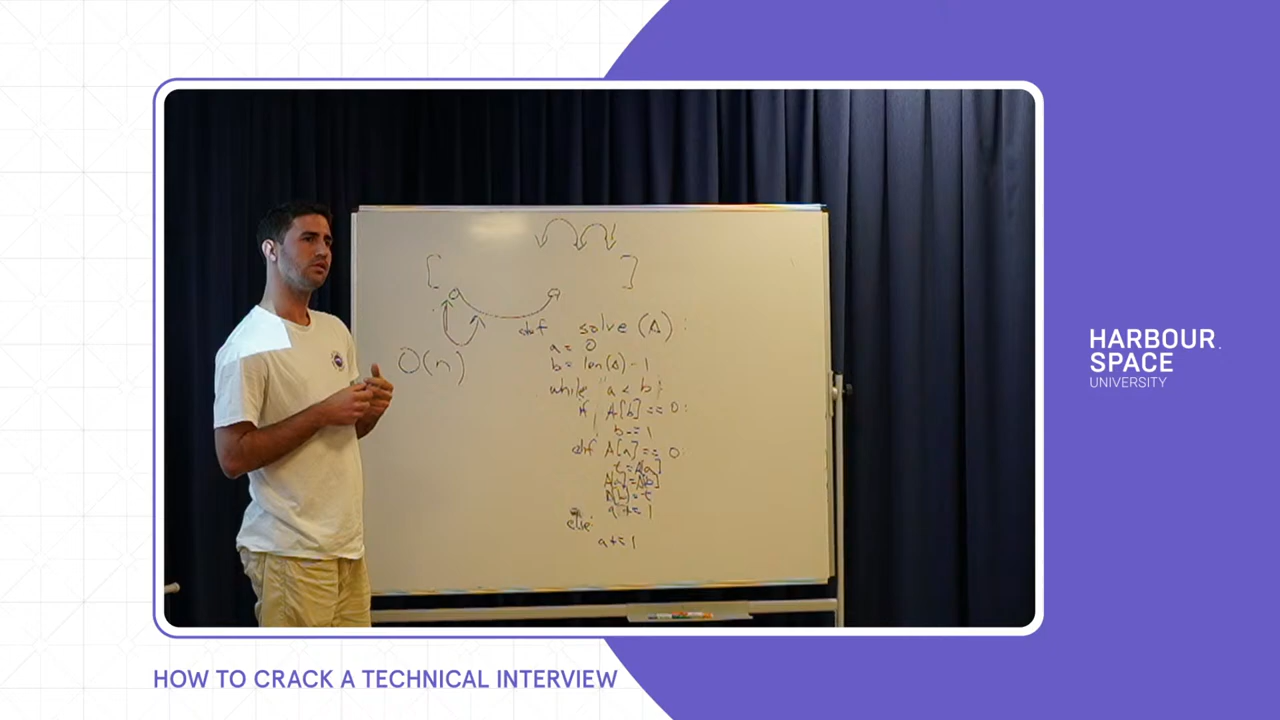 [ ]
def solve (A):
O(n)
a = 0
b = len(A) - 1
while a < b:
if A[b] == 0:
b -= 1
elif A[a] == 0:
t = A[a]
A[a] = A[b]
A[b] = t
a += 1
else:
a += 1
HARBOUR.
SPACE
UNIVERSITY
HOW TO CRACK A TECHNICAL INTERVIEW